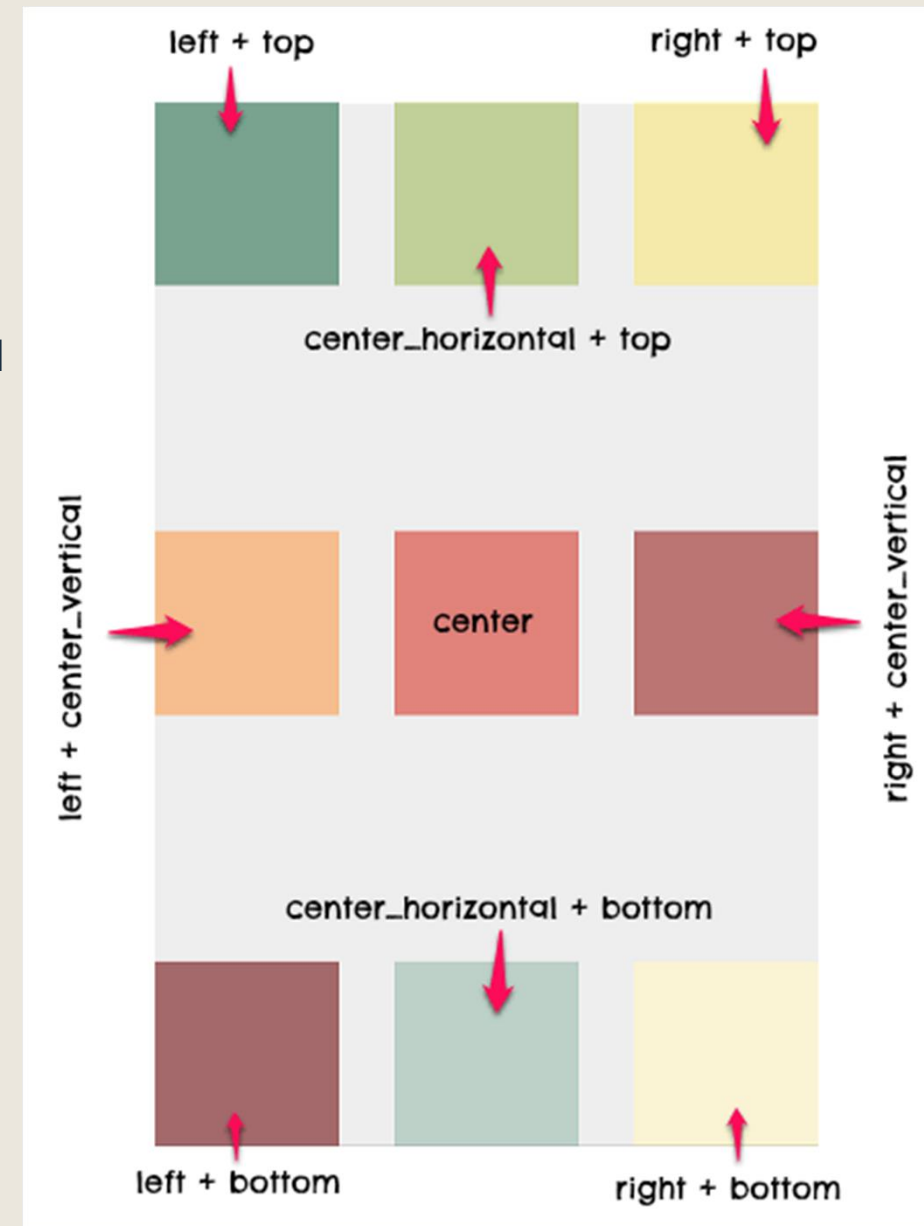 left + top
right + top
center_horizontal + top
left + center_vertical
center
right + center_vertical
center_horizontal + bottom
left + bottom
right + bottom